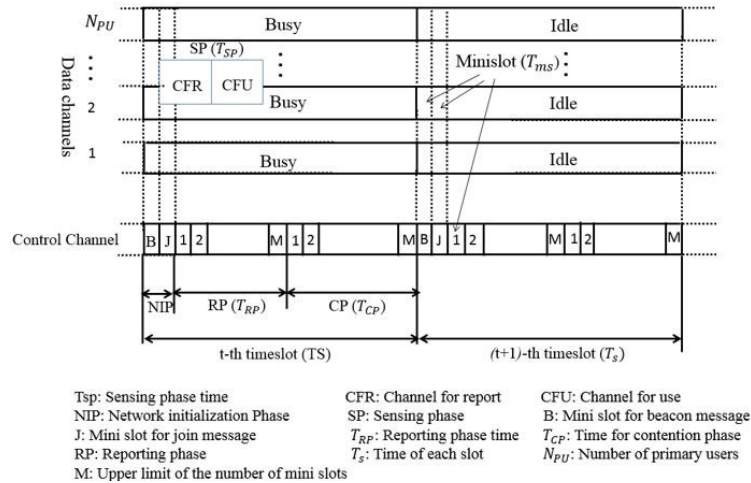 N_PU Busy Idle
SP (T_SP) Minislot (T_ms)
CFR CFU
Data channels
2 Busy Idle
1 Busy Idle
Control Channel B J 1 2 M 1 2 M B J 1 2 M 1 2 M
NIP RP (T_RP) CP (T_CP)
t-th timeslot (TS) (t+1)-th timeslot (T_s)
Tsp: Sensing phase time CFR: Channel for report CFU: Channel for use
NIP: Network initialization Phase SP: Sensing phase B: Mini slot for beacon message
J: Mini slot for join message T_RP: Reporting phase time T_CP: Time for contention phase
RP: Reporting phase T_s: Time of each slot N_PU: Number of primary users
M: Upper limit of the number of mini slots